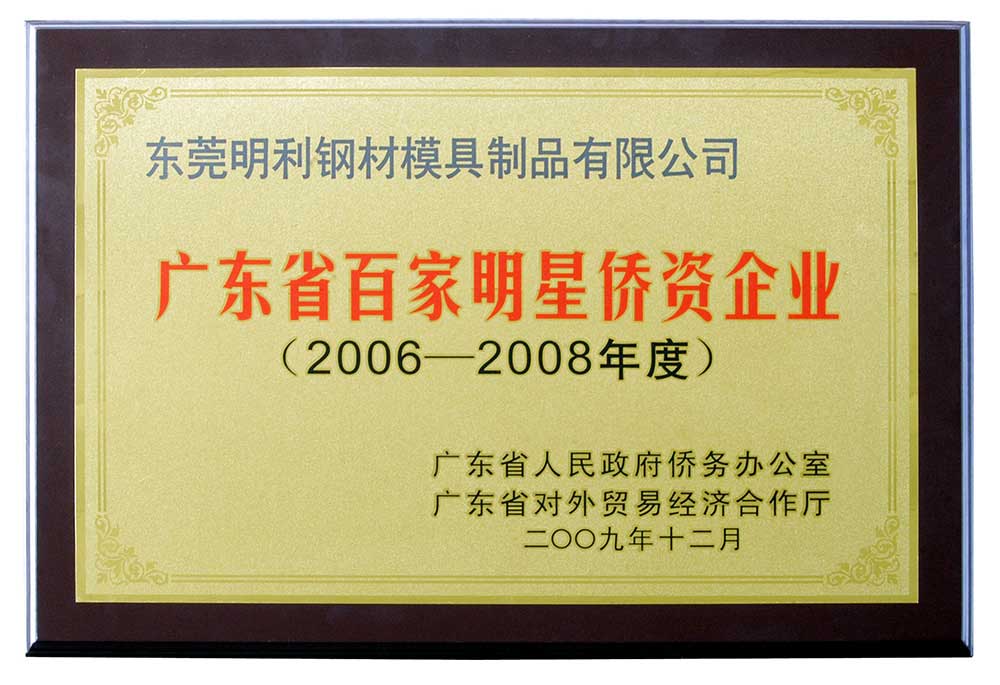 东莞明利钢材模具制品有限公司
广东省百家明星侨资企业
（2006—2008年度）
广东省人民政府侨务办公室
广东省对外贸易经济合作厅
二〇〇九年十二月